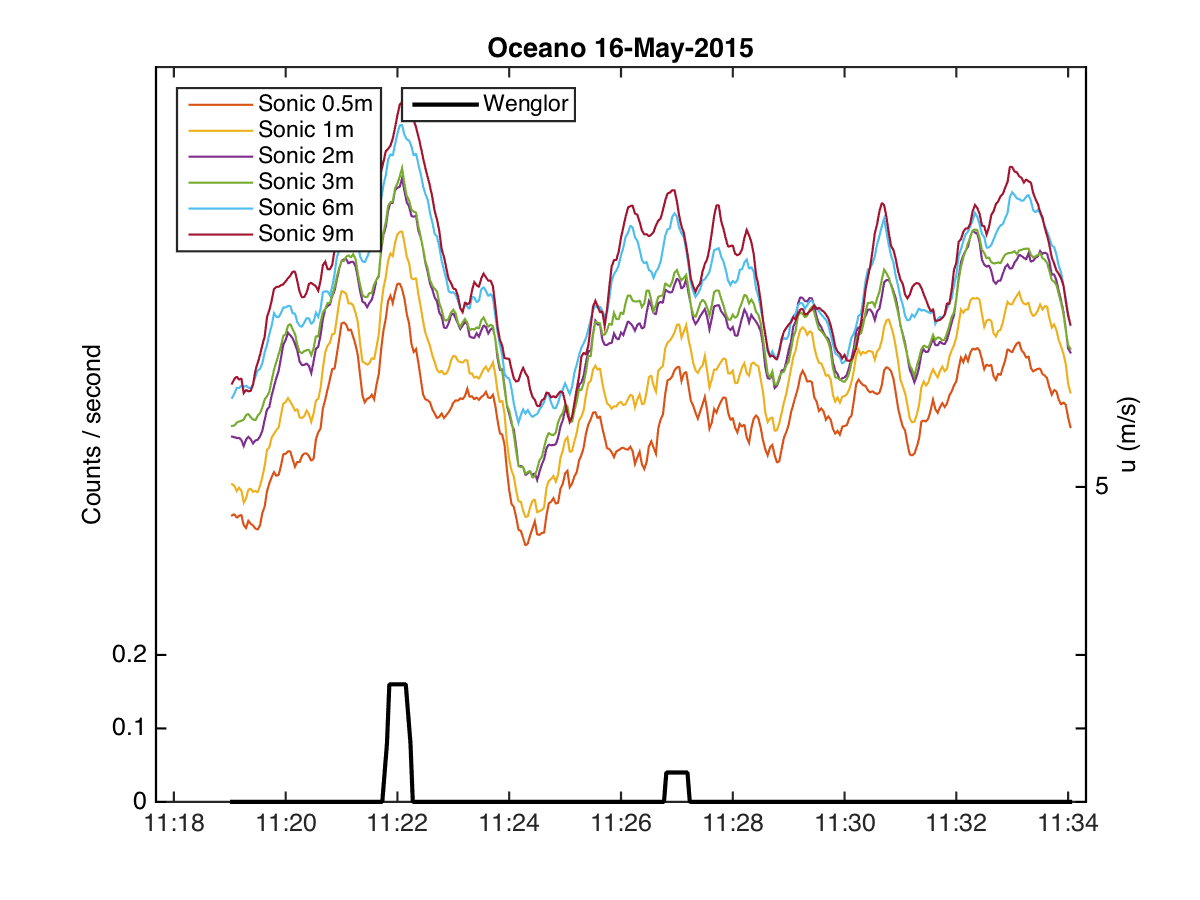 Oceano 16-May-2015
Sonic 0.5m
Sonic 1m
Sonic 2m
Sonic 3m
Sonic 6m
Sonic 9m
Wenglor
Counts / second
0.2
0.1
0
u (m/s)
5
11:18 11:20 11:22 11:24 11:26 11:28 11:30 11:32 11:34